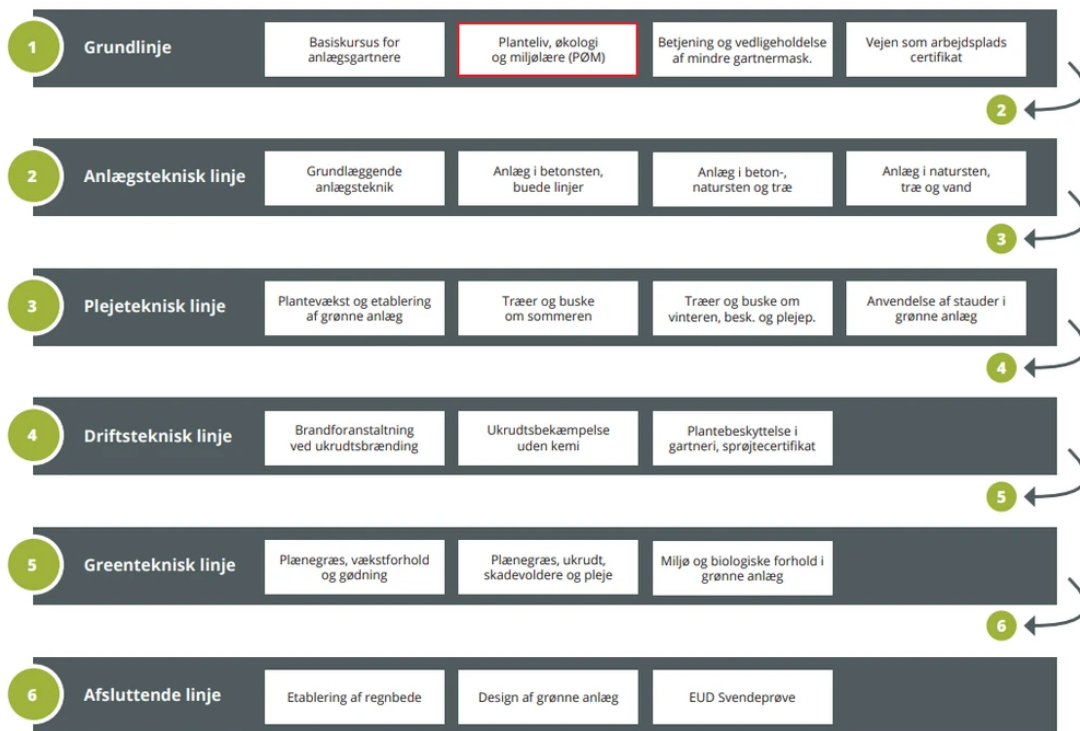 1
Grundlinje
Basiskursus for
anlægsgartnere
Planteliv, økologi
og miljølære (PØM)
Betjening og vedligeholdelse
af mindre gartnermask.
Vejen som arbejdsplads
certifikat
2
2
Anlægsteknisk linje
Grundlæggende
anlægsteknik
Anlæg i betonsten,
buede linjer
Anlæg i beton-,
natursten og træ
Anlæg i natursten,
træ og vand
3
3
Plejeteknisk linje
Plantevækst og etablering
af grønne anlæg
Træer og buske
om sommeren
Træer og buske om
vinteren, besk. og plejep.
Anvendelse af stauder i
grønne anlæg
4
4
Driftsteknisk linje
Brandforanstaltning
ved ukrudtsbrænding
Ukrudtsbekæmpelse
uden kemi
Plantebeskyttelse i
gartneri, sprøjtecertifikat
5
5
Greenteknisk linje
Plænegræs, vækstforhold
og gødning
Plænegræs, ukrudt,
skadevoldere og pleje
Miljø og biologiske forhold i
grønne anlæg
6
6
Afsluttende linje
Etablering af regnbede
Design af grønne anlæg
EUD Svendeprøve